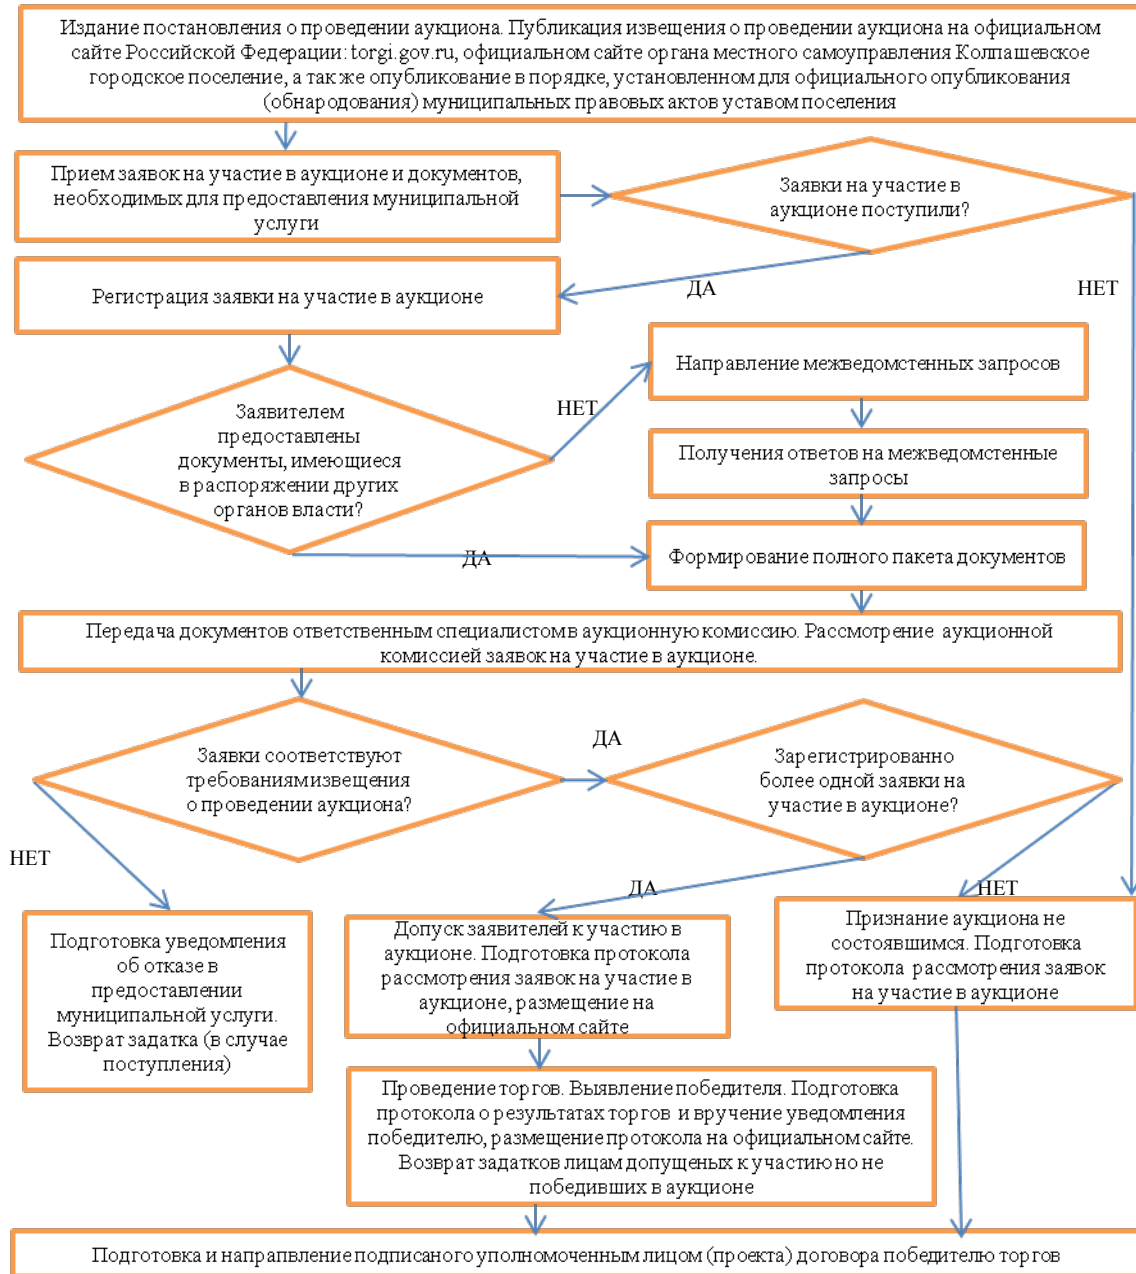 Издание постановления о проведении аукциона. Публикация извещения о проведении аукциона на официальном
сайте Российской Федерации: torgi.gov.ru, официальном сайте органа местного самоуправления Колпашевское
городское поселение, а так же опубликование в порядке, установленном для официального опубликования
(обнародования) муниципальных правовых актов уставом поселения
Прием заявок на участие в аукционе и документов,
необходимых для предоставления муниципальной
услуги
Заявки на участие в
аукционе поступили?
ДА
НЕТ
Регистрация заявки на участие в аукционе
Заявителем
предоставлены
документы, имеющиеся
в распоряжении других
органов власти?
НЕТ
Направление межведомстенных запросов
Получения ответов на межведомстенные
запросы
ДА
Формирование полного пакета документов
Передача документов ответственным специалистом в аукционную комиссию. Рассмотрение аукционной
комиссией заявок на участие в аукционе.
Заявки соответствуют
требованиям извещения
о проведении аукциона?
ДА
Зарегистрированно
более одной заявки на
участие в аукционе?
НЕТ
ДА
НЕТ
Подготовка уведомления
об отказе в
предоставлении
муниципальной услуги.
Возврат задатка (в случае
поступления)
Допуск заявителей к участию в
аукционе. Подготовка протокола
рассмотрения заявок на участие в
аукционе, размещение на
официальном сайте
Признание аукциона не
состоявшимся. Подготовка
протокола рассмотрения заявок
на участие в аукционе
Проведение торгов. Выявление победителя. Подготовка
протокола о результатах торгов и вручение уведомления
победителю, размещение протокола на официальном сайте.
Возврат задатков лицам допущеных к участию но не
победивших в аукционе
Подготовка и напрапвление подписаного уполномоченным лицом (проекта) договора победителю торгов